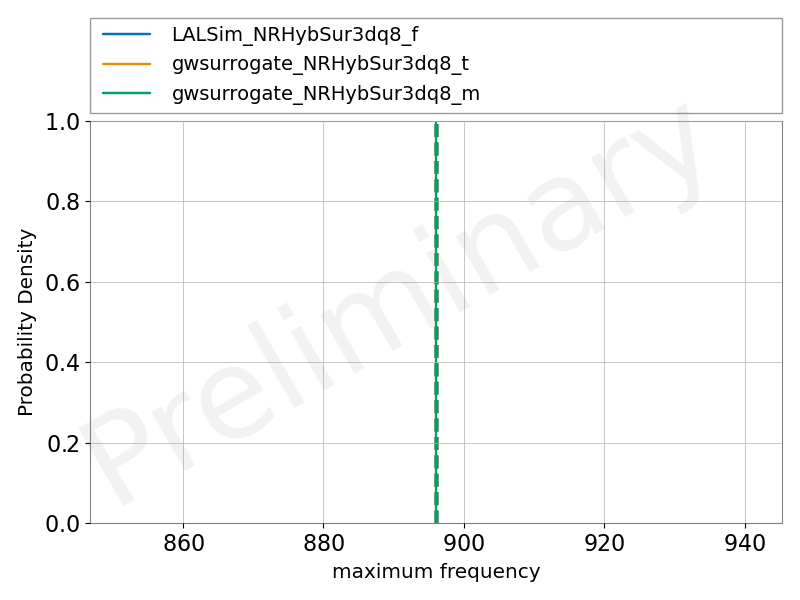 LALSim_NRHybSur3dq8_f
gwsurrogate_NRHybSur3dq8_t
gwsurrogate_NRHybSur3dq8_m
1.0
0.8
0.6
0.4
0.2
0.0
Probability Density
Preliminary
860 880 900 920 940
maximum frequency